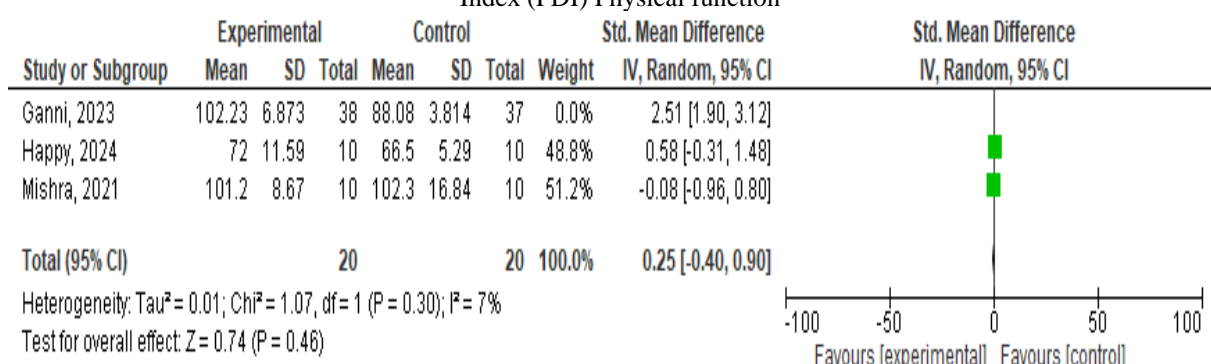 Index (PDI) Physical function
Experimental Control Std. Mean Difference Std. Mean Difference
Study or Subgroup Mean SD Total Mean SD Total Weight IV, Random, 95% CI IV, Random, 95% CI
Ganni, 2023 102.23 6.873 38 88.08 3.814 37 0.0% 2.51 [1.90, 3.12]
Happy, 2024 72 11.59 10 66.5 5.29 10 48.8% 0.58 [-0.31, 1.48]
Mishra, 2021 101.2 8.67 10 102.3 16.84 10 51.2% -0.08 [-0.96, 0.80]
Total (95% CI) 20 20 100.0% 0.25 [-0.40, 0.90]
Heterogeneity: Tau² = 0.01; Chi² = 1.07, df = 1 (P = 0.30); I² = 7%
Test for overall effect: Z = 0.74 (P = 0.46)
-100 -50 0 50 100
Favours [experimental] Favours [control]